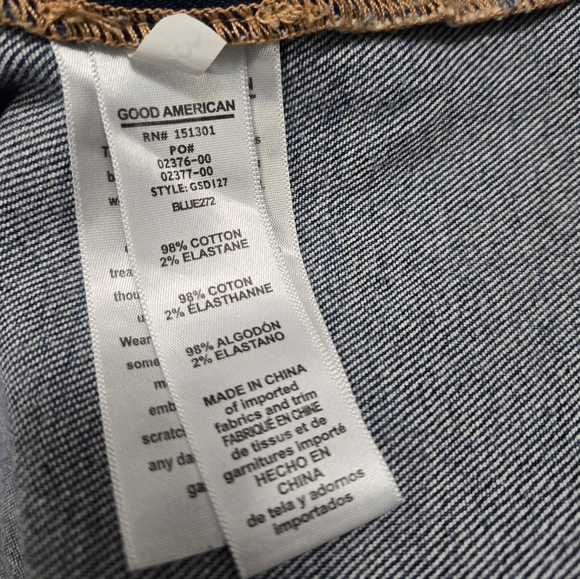 GOOD AMERICAN
RN# 151301
PO#
02376-00
02377-00
STYLE: GSD127
BLUE272
98% COTTON
2% ELASTANE
98% COTON
2% ÉLASTHANNE
98% ALGODÓN
2% ELASTANO
MADE IN CHINA
of imported
fabrics and trim
FABRIQUÉ EN CHINE
de tissus et de
garnitures importé
HECHO EN
CHINA
de tela y adornos
importados
Wear
some